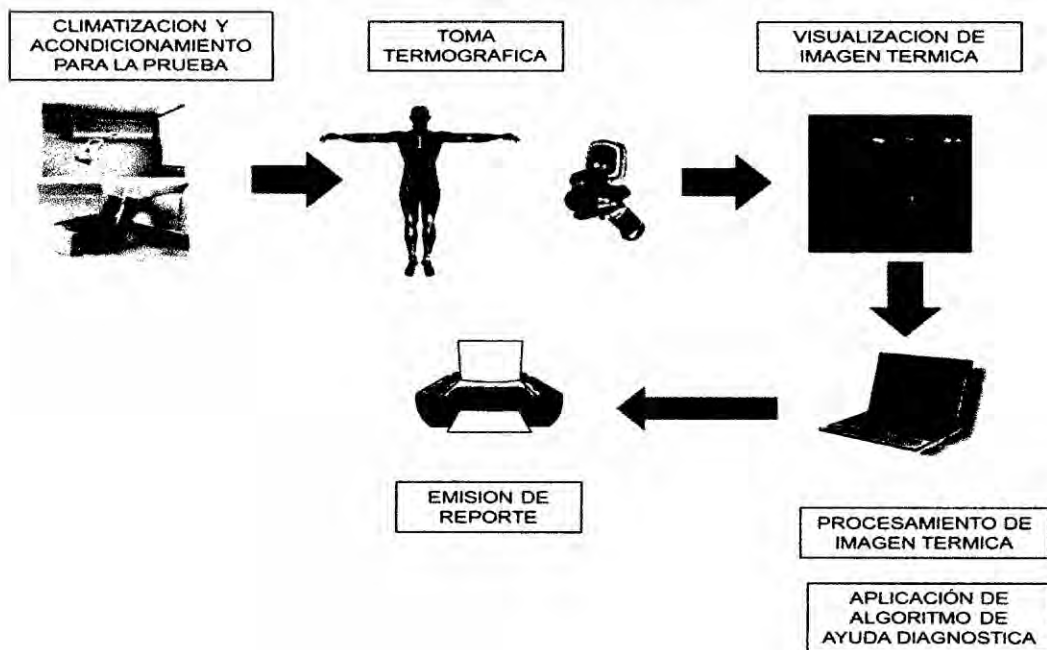 CLIMATIZACION Y
ACONDICIONAMIENTO
PARA LA PRUEBA
TOMA
TERMOGRAFICA
VISUALIZACION DE
IMAGEN TERMICA
EMISION DE
REPORTE
PROCESAMIENTO DE
IMAGEN TERMICA
APLICACIÓN DE
ALGORITMO DE
AYUDA DIAGNOSTICA